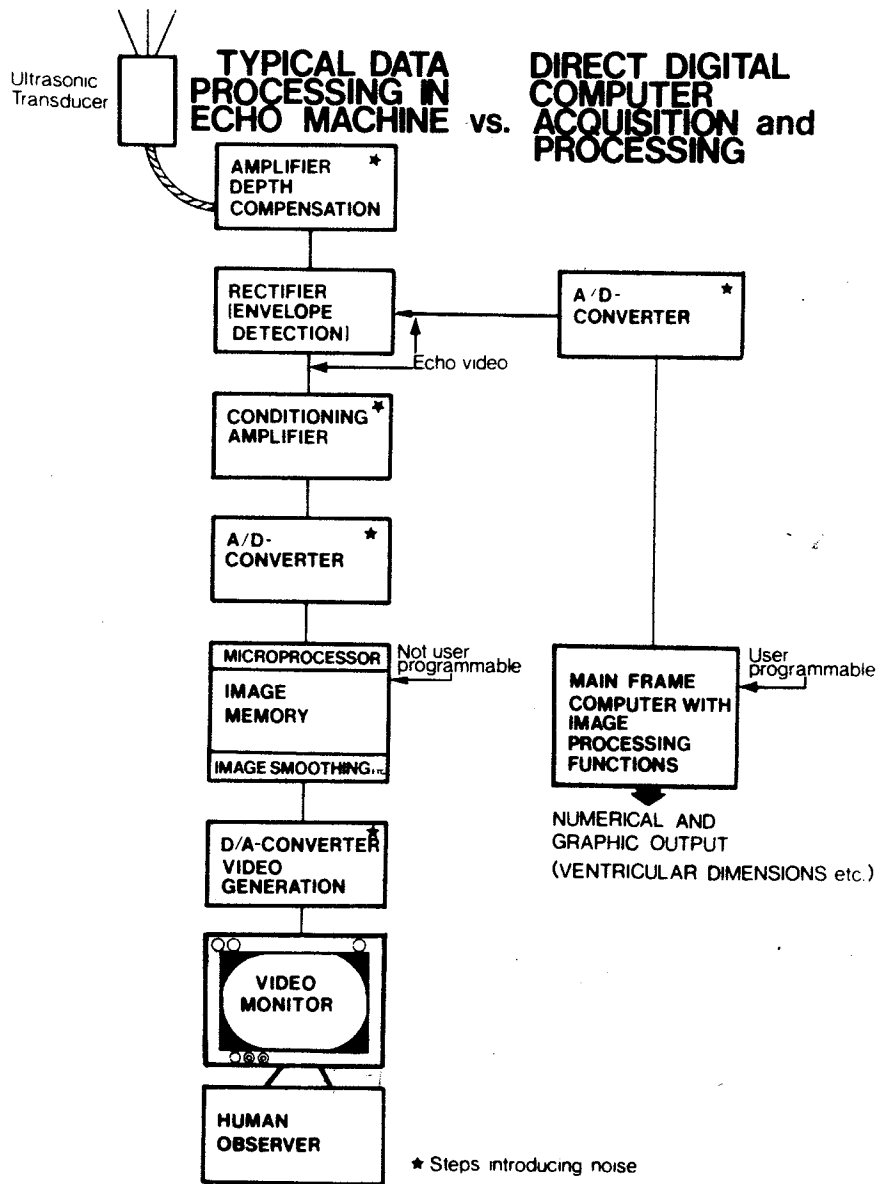 Ultrasonic
Transducer
TYPICAL DATA
PROCESSING IN
ECHO MACHINE vs.
DIRECT DIGITAL
COMPUTER
ACQUISITION and
PROCESSING
AMPLIFIER ★
DEPTH
COMPENSATION
RECTIFIER
(ENVELOPE
DETECTION)
A/D- ★
CONVERTER
Echo video
CONDITIONING ★
AMPLIFIER
A/D- ★
CONVERTER
MICROPROCESSOR
Not user
programmable
IMAGE
MEMORY
IMAGE SMOOTHING
User
programmable
MAIN FRAME
COMPUTER WITH
IMAGE
PROCESSING
FUNCTIONS
NUMERICAL AND
GRAPHIC OUTPUT
(VENTRICULAR DIMENSIONS etc.)
D/A-CONVERTER ★
VIDEO
GENERATION
VIDEO
MONITOR
HUMAN
OBSERVER
★ Steps introducing noise